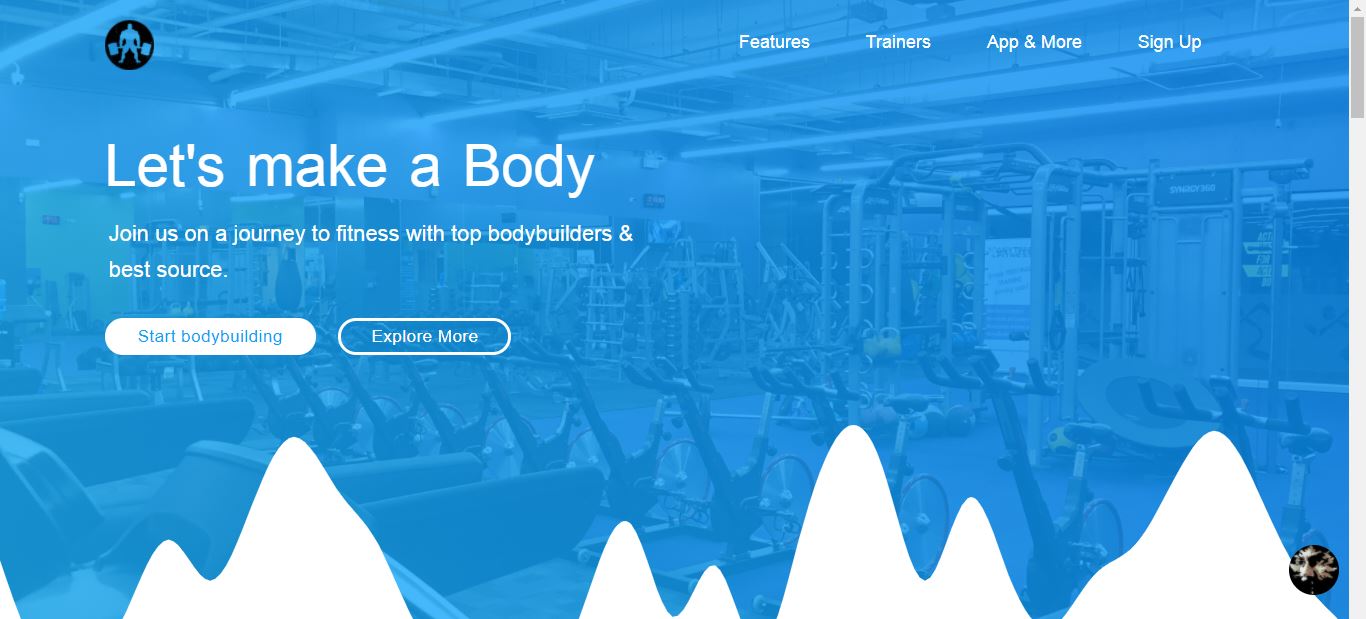 Features
Trainers
App & More
Sign Up
Let's make a Body
Join us on a journey to fitness with top bodybuilders &
best source.
Start bodybuilding
Explore More
SYNRGY360